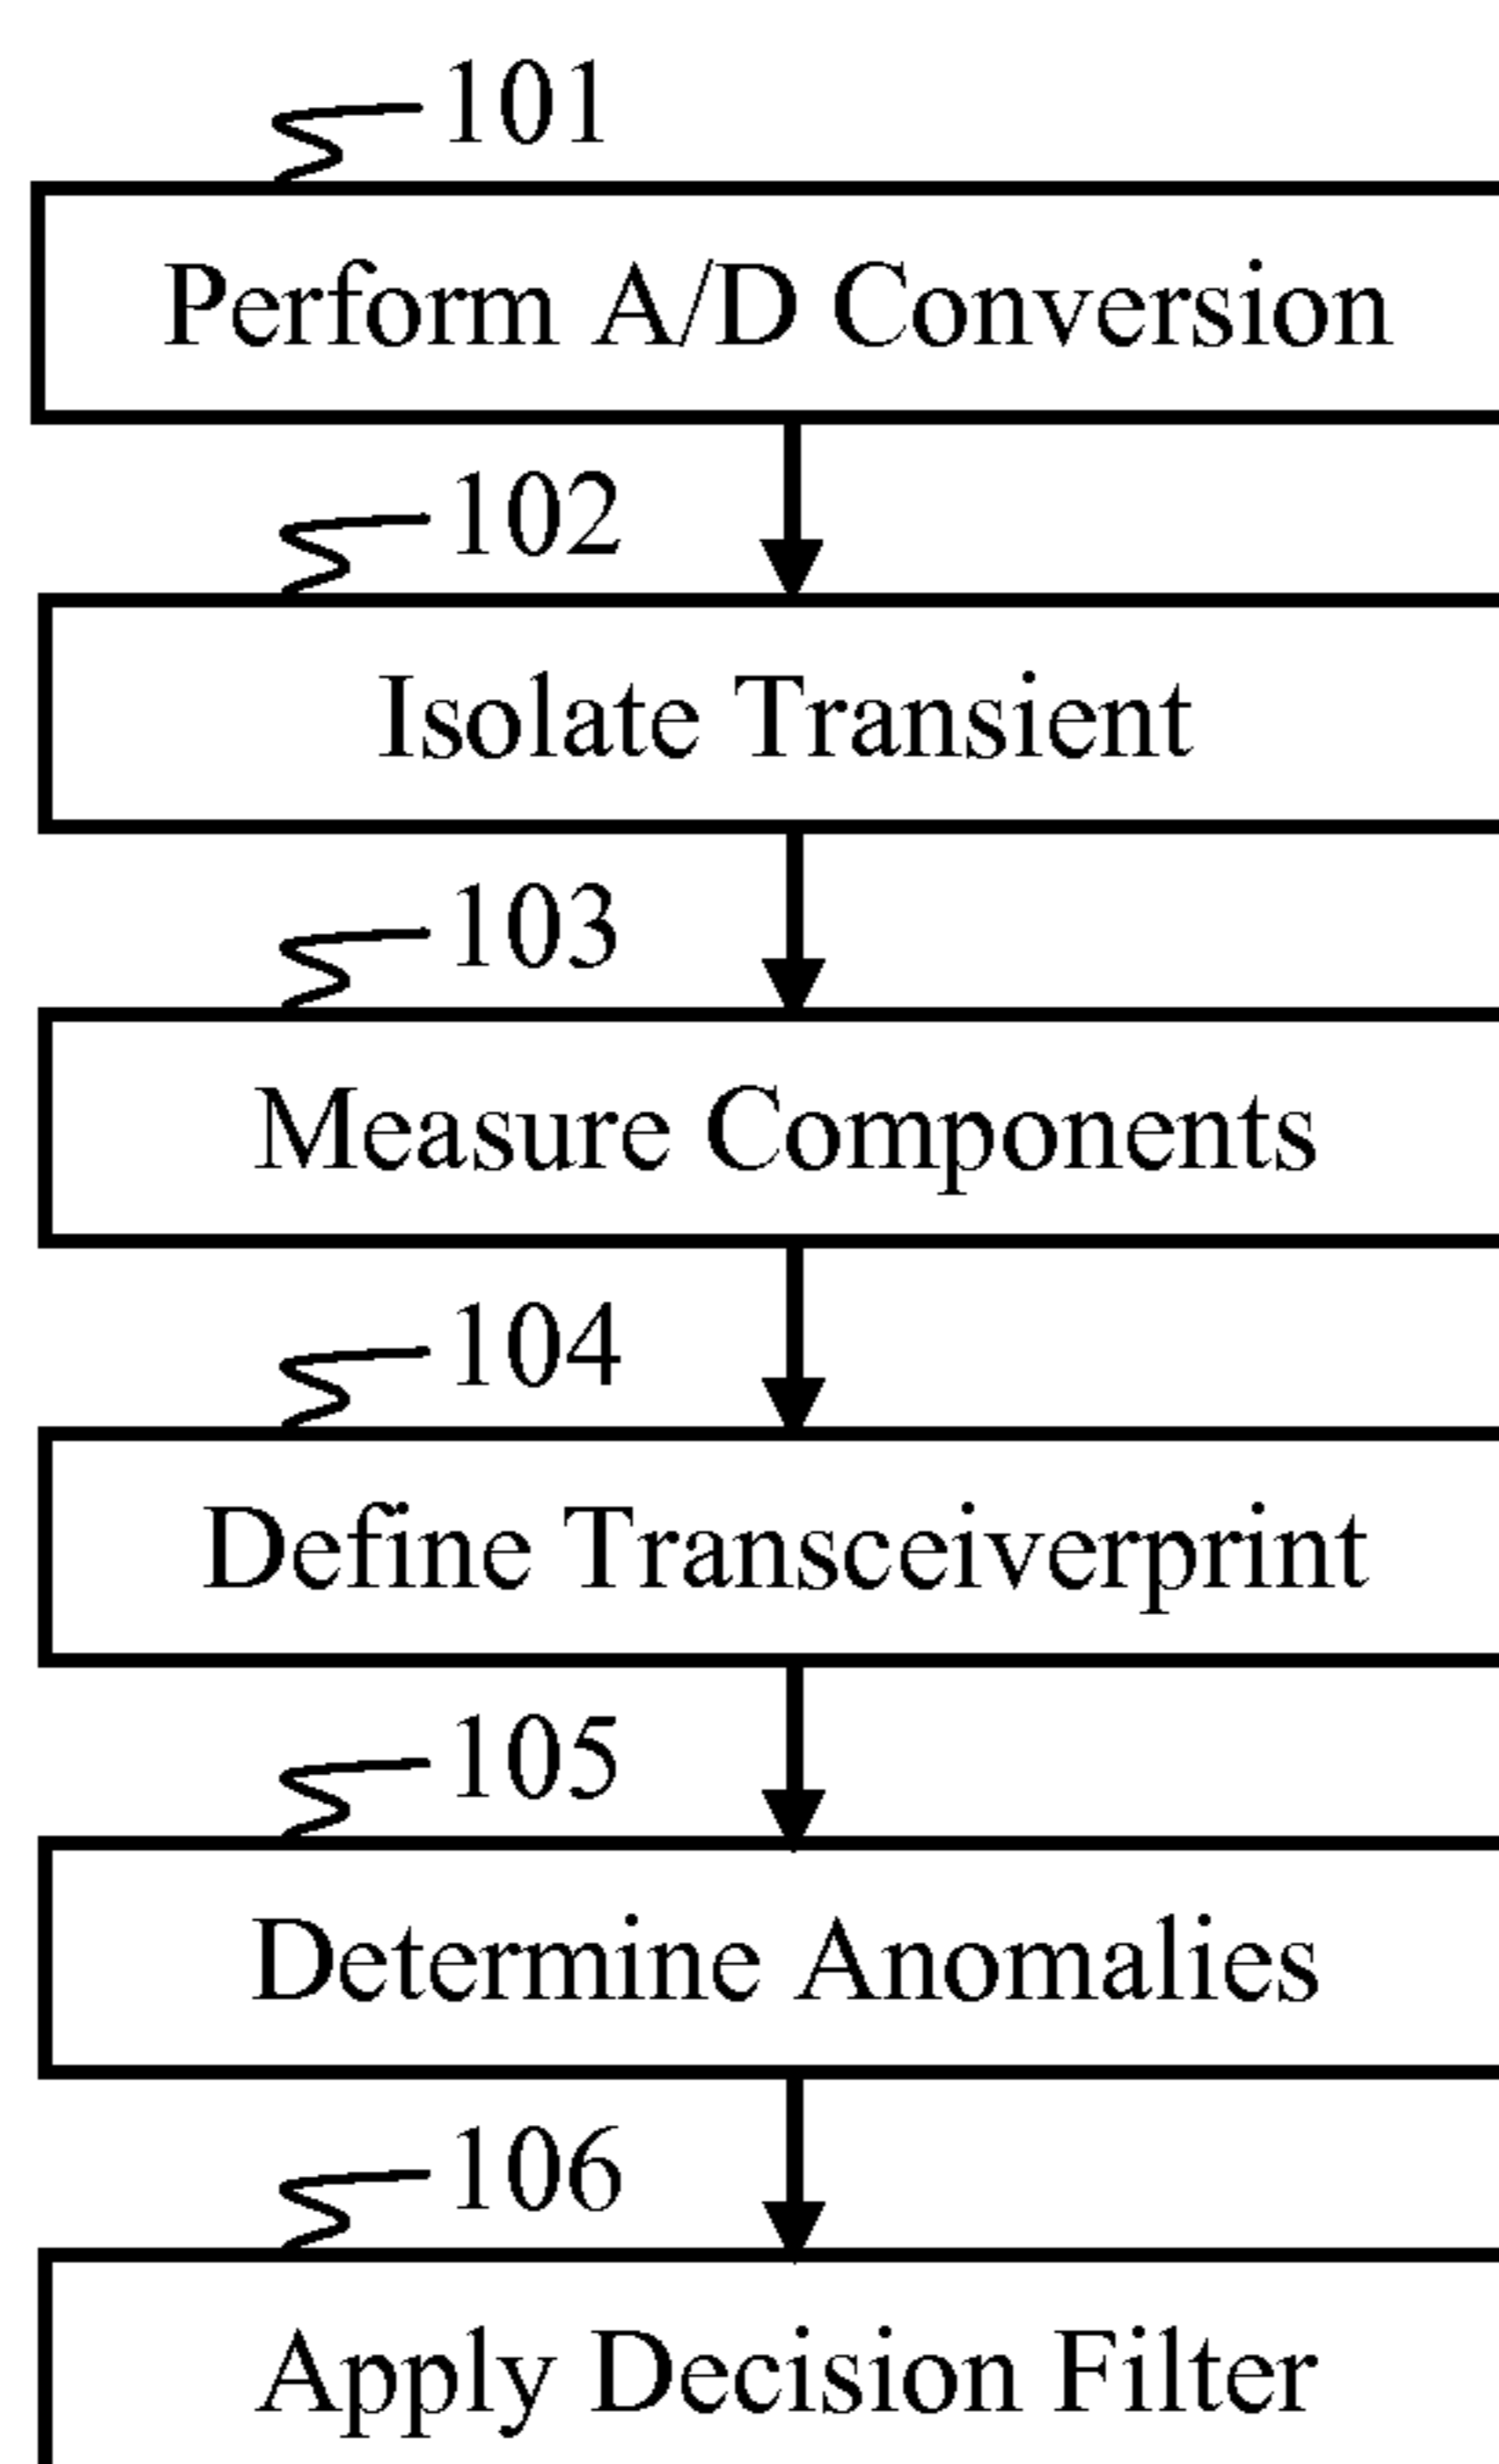 101
Perform A/D Conversion
102
Isolate Transient
103
Measure Components
104
Define Transceiverprint
105
Determine Anomalies
106
Apply Decision Filter